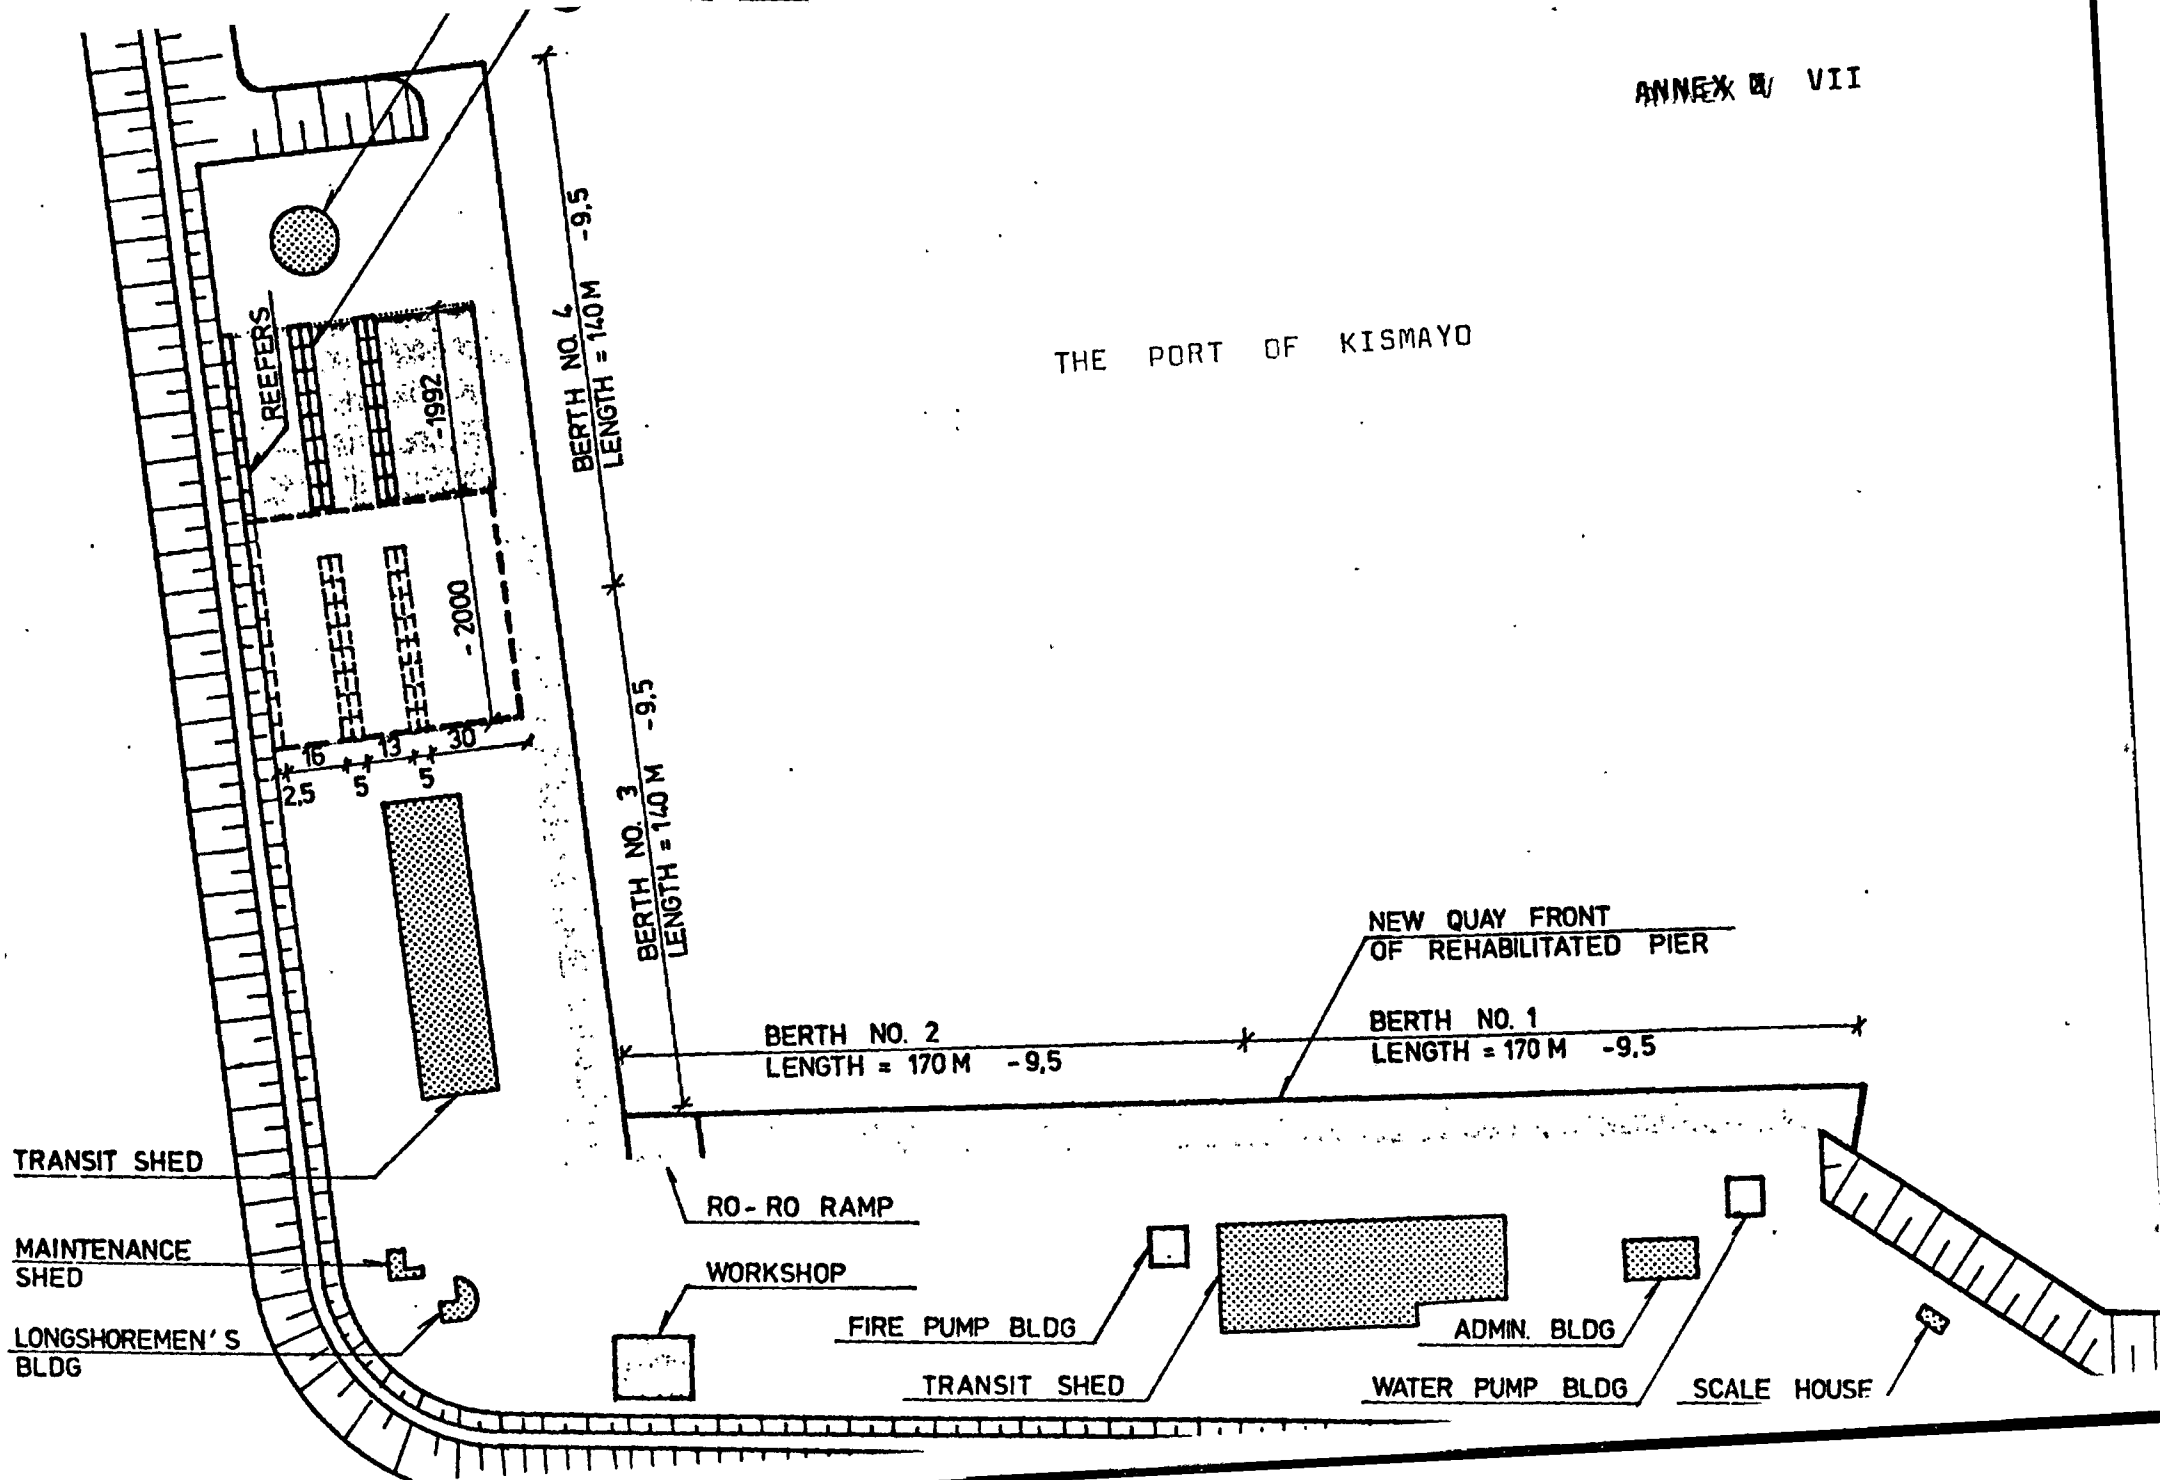 ANNEX VII
THE PORT OF KISMAYO
BERTH NO. 4
LENGTH = 140 M -9,5
REEFERS
-1992
- 2000
16 13 30
2,5 5 5
BERTH NO. 3
LENGTH = 140 M -9,5
NEW QUAY FRONT
OF REHABILITATED PIER
BERTH NO. 2
LENGTH = 170 M -9,5
BERTH NO. 1
LENGTH = 170 M -9,5
TRANSIT SHED
RO-RO RAMP
MAINTENANCE
SHED
WORKSHOP
LONGSHOREMEN'S
BLDG
FIRE PUMP BLDG
ADMIN. BLDG
TRANSIT SHED
WATER PUMP BLDG
SCALE HOUSE